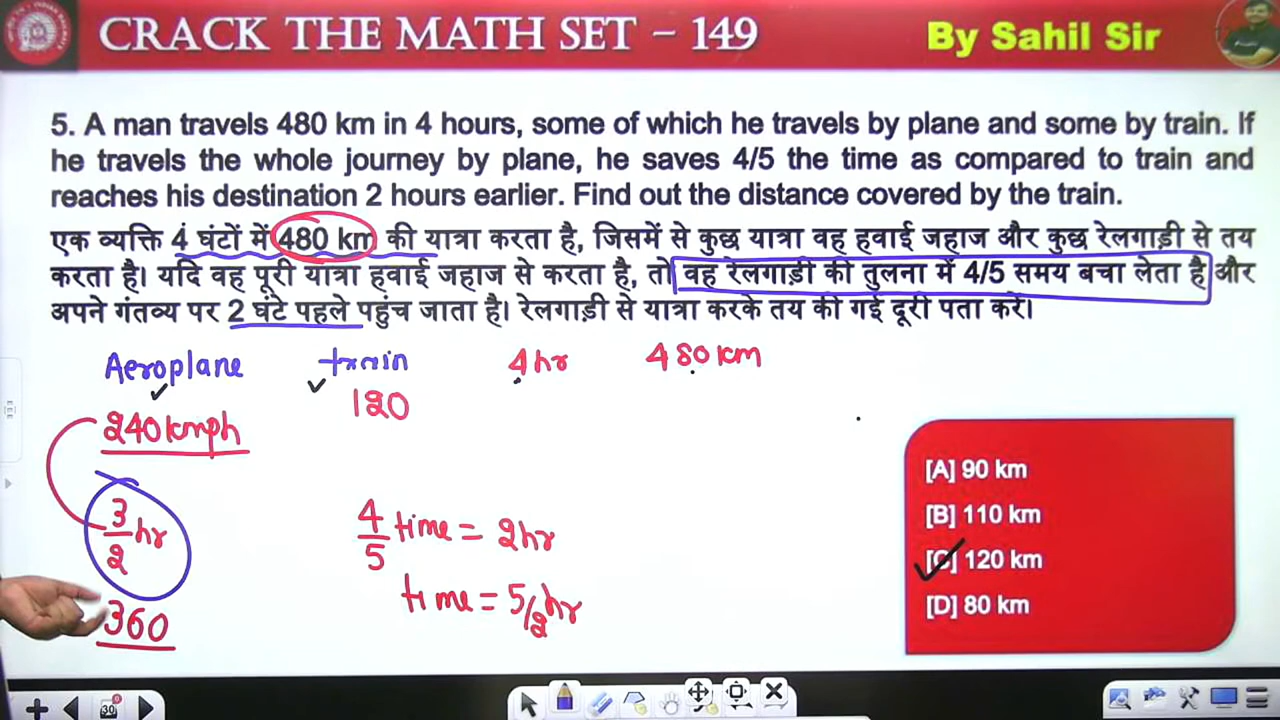 CRACK THE MATH SET – 149
By Sahil Sir
5. A man travels 480 km in 4 hours, some of which he travels by plane and some by train. If
he travels the whole journey by plane, he saves 4/5 the time as compared to train and
reaches his destination 2 hours earlier. Find out the distance covered by the train.
एक व्यक्ति 4 घंटों में 480 km की यात्रा करता है, जिसमें से कुछ यात्रा वह हवाई जहाज और कुछ रेलगाड़ी से तय
करता है। यदि वह पूरी यात्रा हवाई जहाज से करता है, तो वह रेलगाड़ी की तुलना में 4/5 समय बचा लेता है और
अपने गंतव्य पर 2 घंटे पहले पहुंच जाता है। रेलगाड़ी से यात्रा करके तय की गई दूरी पता करें।
Aeroplane train 4hr 480km
240kmph 120
3/2 hr
360
4/5 time = 2hr
time = 5/2 hr
[A] 90 km
[B] 110 km
[C] 120 km
[D] 80 km
30